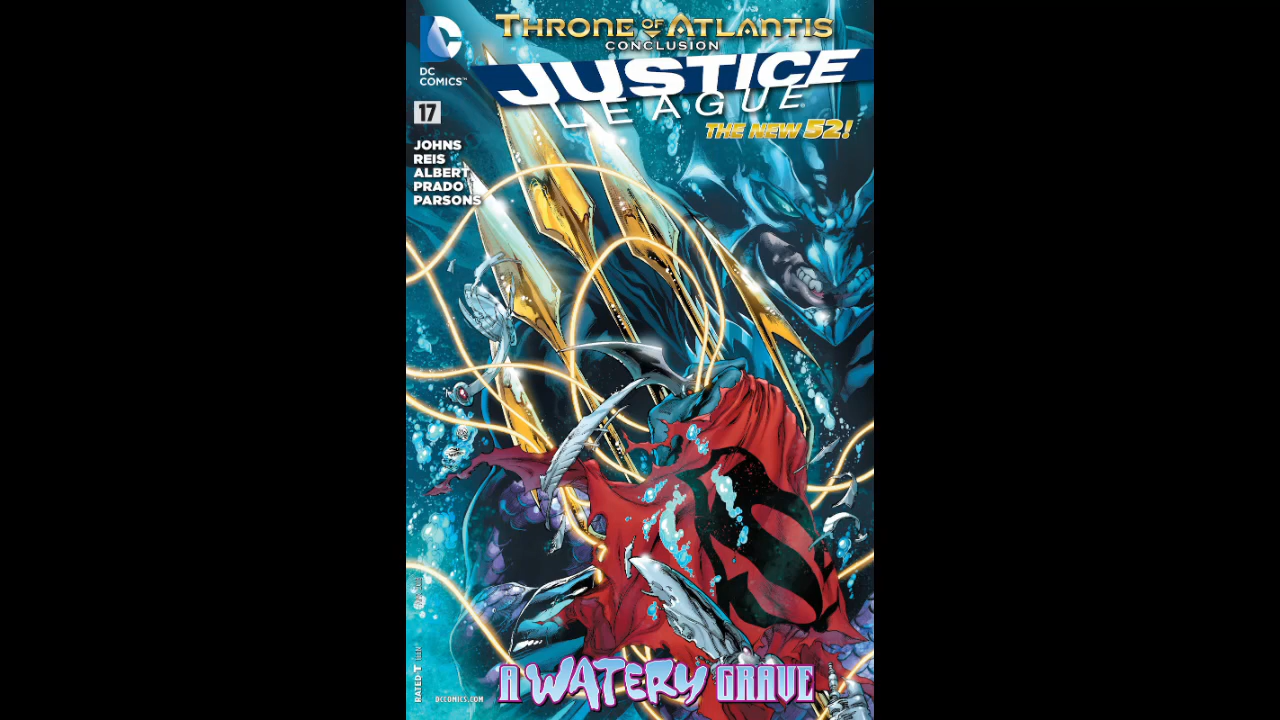 THRONE OF ATLANTIS
CONCLUSION
DC
COMICS™
JUSTICE
LEAGUE
THE NEW 52!
17
JOHNS
REIS
ALBERT
PRADO
PARSONS
RATED T
DCCOMICS.COM
A WATERY GRAVE